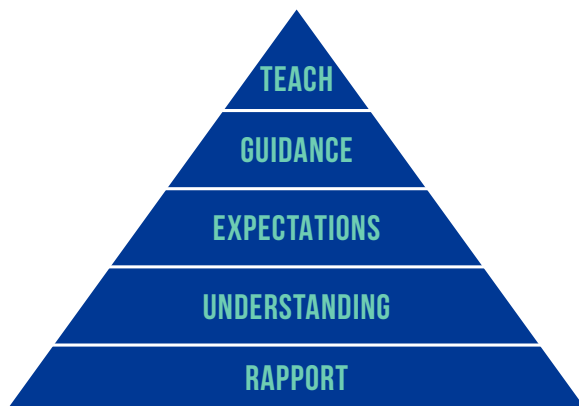 TEACH
GUIDANCE
EXPECTATIONS
UNDERSTANDING
RAPPORT